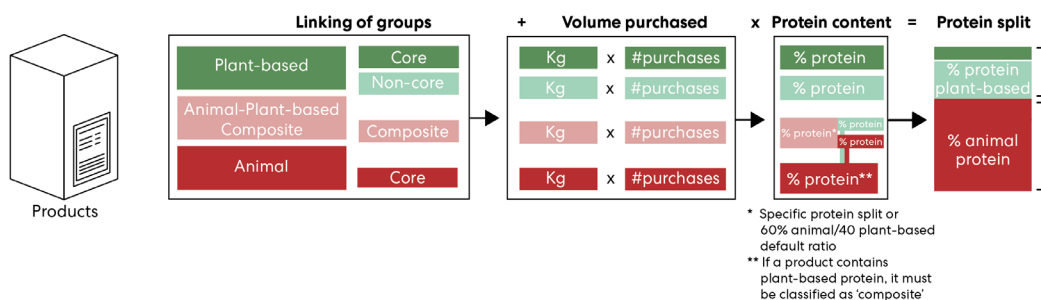 Linking of groups + Volume purchased x Protein content = Protein split
Products
Plant-based
Core
Non-core
Animal-Plant-based
Composite
Composite
Animal
Core
Kg x #purchases
Kg x #purchases
Kg x #purchases
Kg x #purchases
% protein
% protein
% protein*
% protein
% protein
% protein**
% protein
plant-based
% animal
protein
* Specific protein split or
60% animal/40 plant-based
default ratio
** If a product contains
plant-based protein, it must
be classified as ‘composite’